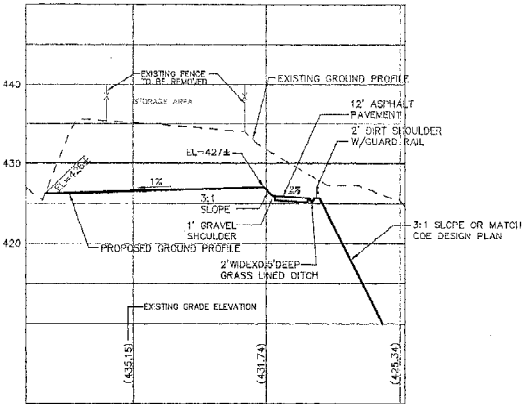 440
EXISTING FENCE
TO BE REMOVED
EXISTING GROUND PROFILE
STORAGE AREA
12' ASPHALT
PAVEMENT
2' DIRT SHOULDER
W/GUARD RAIL
EL=427±
430
EL=426±
1%
2%
3:1
SLOPE
1' GRAVEL
SHOULDER
3:1 SLOPE OR MATCH
COE DESIGN PLAN
420
PROPOSED GROUND PROFILE
2'WIDEX0.5'DEEP
GRASS LINED DITCH
EXISTING GRADE ELEVATION
(435.15)
(431.74)
(425.34)